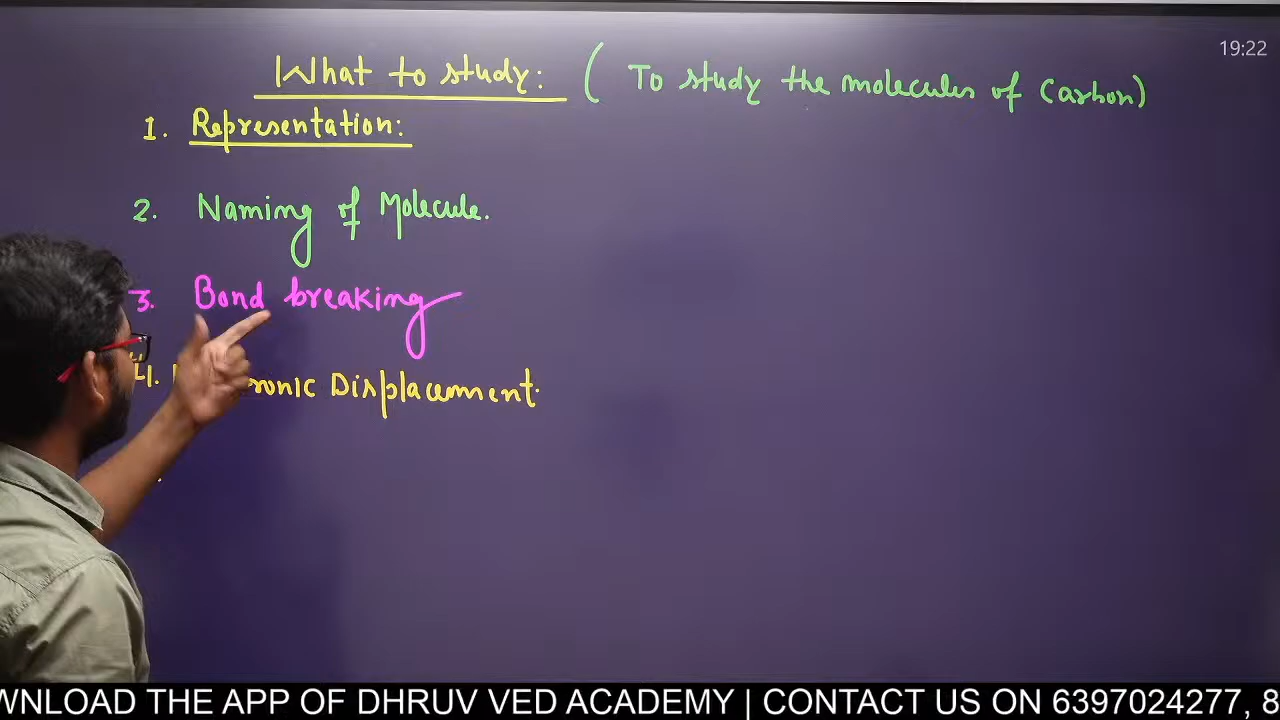 19:22
What to study: ( To study the molecules of Carbon)
1. Representation:
2. Naming of Molecule.
3. Bond breaking
4. Displacement.
WNLOAD THE APP OF DHRUV VED ACADEMY | CONTACT US ON 6397024277, 8